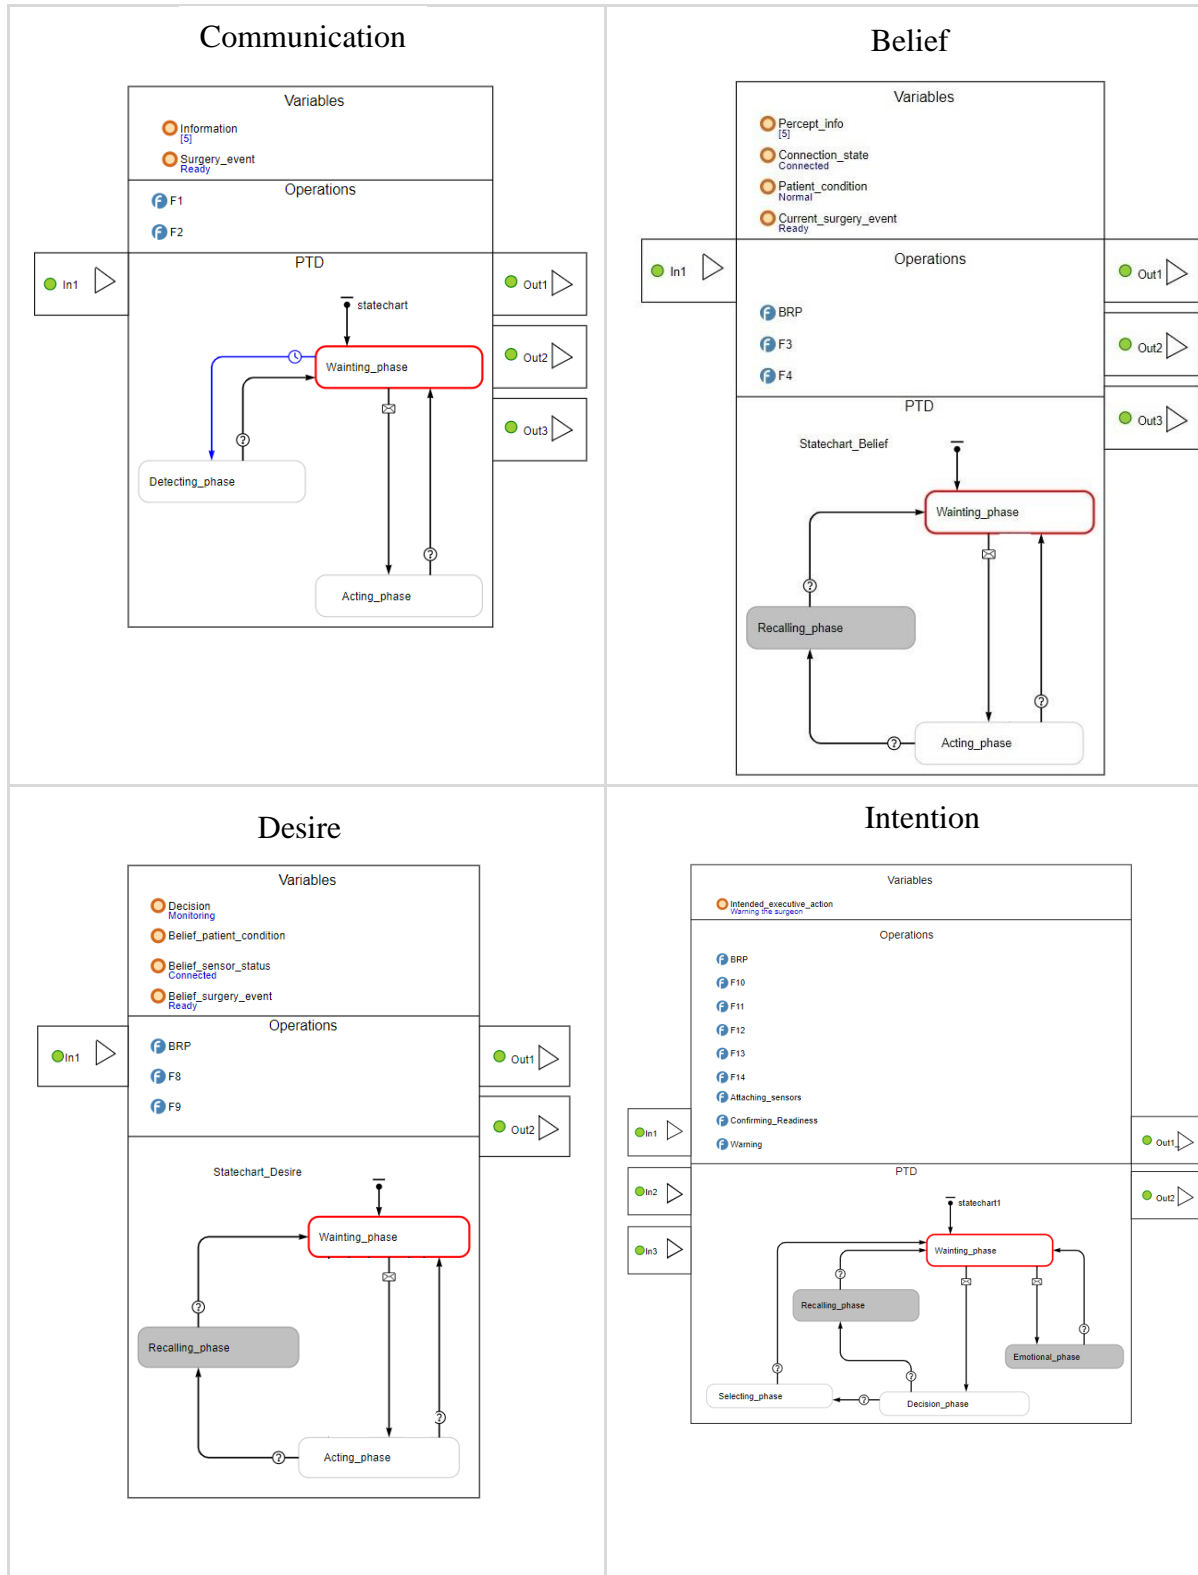 Communication
Variables
Information
[5]
Surgery_event
Ready
Operations
F1
F2
PTD
In1
Out1
Out2
Out3
statechart
Wainting_phase
Detecting_phase
Acting_phase
Belief
Variables
Percept_info
[5]
Connection_state
Connected
Patient_condition
Normal
Current_surgery_event
Ready
Operations
In1
Out1
Out2
Out3
BRP
F3
F4
PTD
Statechart_Belief
Wainting_phase
Recalling_phase
Acting_phase
Desire
Variables
Decision
Monitoring
Belief_patient_condition
Belief_sensor_status
Connected
Belief_surgery_event
Ready
Operations
BRP
F8
F9
In1
Out1
Out2
Statechart_Desire
Wainting_phase
Recalling_phase
Acting_phase
Intention
Variables
Intended_executive_action
Warning the surgeon
Operations
BRP
F10
F11
F12
F13
F14
Attaching_sensors
Confirming_Readiness
Warning
In1
In2
In3
Out1
Out2
PTD
statechart1
Wainting_phase
Recalling_phase
Emotional_phase
Selecting_phase
Decision_phase